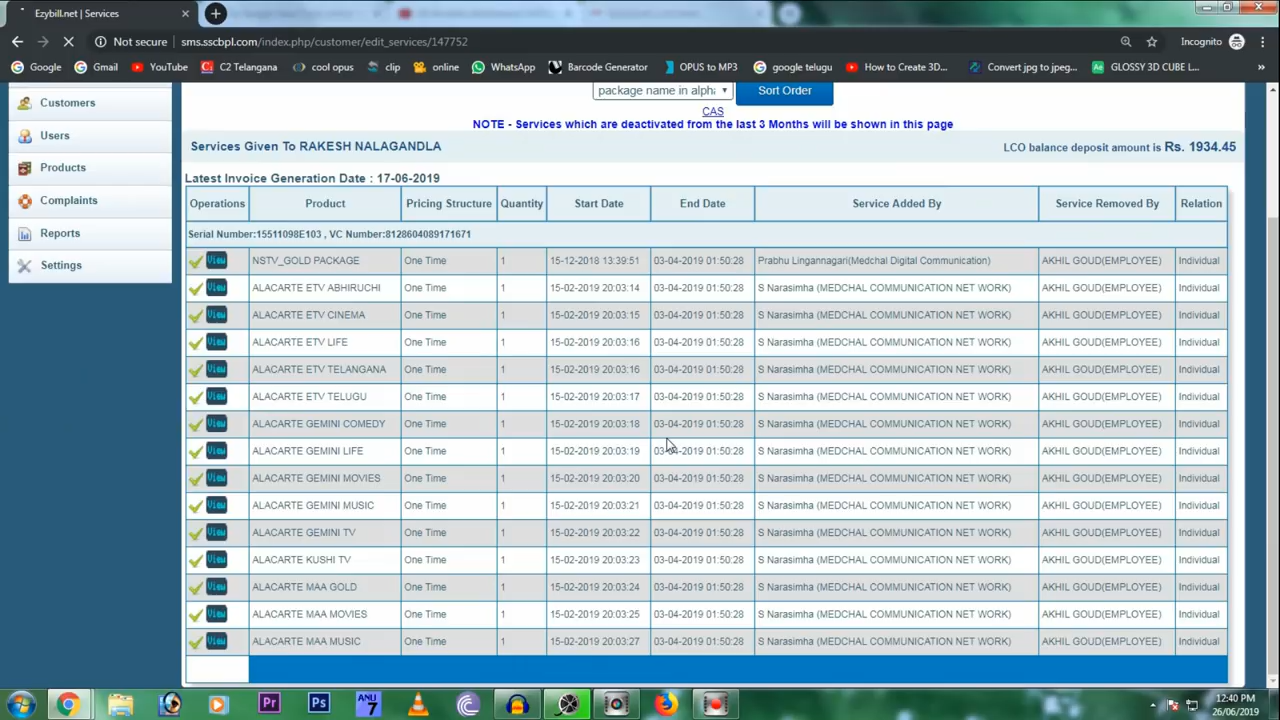 Ezybill.net | Services
Not secure | sms.sscbpl.com/index.php/customer/edit_services/147752
Incognito
Google Gmail YouTube C2 Telangana cool opus clip online WhatsApp Barcode Generator OPUS to MP3 google telugu How to Create 3D... Convert jpg to jpeg... GLOSSY 3D CUBE L... »
Customers
Users
Products
Complaints
Reports
Settings
package name in alpha Sort Order
CAS
NOTE - Services which are deactivated from the last 3 Months will be shown in this page
Services Given To RAKESH NALAGANDLA LCO balance deposit amount is Rs. 1934.45
Latest Invoice Generation Date : 17-06-2019
Operations Product Pricing Structure Quantity Start Date End Date Service Added By Service Removed By Relation
Serial Number:15511098E103 , VC Number:8128604089171671
View NSTV_GOLD PACKAGE One Time 1 15-12-2018 13:39:51 03-04-2019 01:50:28 Prabhu Lingannagari(Medchal Digital Communication) AKHIL GOUD(EMPLOYEE) Individual
View ALACARTE ETV ABHIRUCHI One Time 1 15-02-2019 20:03:14 03-04-2019 01:50:28 S Narasimha (MEDCHAL COMMUNICATION NET WORK) AKHIL GOUD(EMPLOYEE) Individual
View ALACARTE ETV CINEMA One Time 1 15-02-2019 20:03:15 03-04-2019 01:50:28 S Narasimha (MEDCHAL COMMUNICATION NET WORK) AKHIL GOUD(EMPLOYEE) Individual
View ALACARTE ETV LIFE One Time 1 15-02-2019 20:03:16 03-04-2019 01:50:28 S Narasimha (MEDCHAL COMMUNICATION NET WORK) AKHIL GOUD(EMPLOYEE) Individual
View ALACARTE ETV TELANGANA One Time 1 15-02-2019 20:03:16 03-04-2019 01:50:28 S Narasimha (MEDCHAL COMMUNICATION NET WORK) AKHIL GOUD(EMPLOYEE) Individual
View ALACARTE ETV TELUGU One Time 1 15-02-2019 20:03:17 03-04-2019 01:50:28 S Narasimha (MEDCHAL COMMUNICATION NET WORK) AKHIL GOUD(EMPLOYEE) Individual
View ALACARTE GEMINI COMEDY One Time 1 15-02-2019 20:03:18 03-04-2019 01:50:28 S Narasimha (MEDCHAL COMMUNICATION NET WORK) AKHIL GOUD(EMPLOYEE) Individual
View ALACARTE GEMINI LIFE One Time 1 15-02-2019 20:03:19 03-04-2019 01:50:28 S Narasimha (MEDCHAL COMMUNICATION NET WORK) AKHIL GOUD(EMPLOYEE) Individual
View ALACARTE GEMINI MOVIES One Time 1 15-02-2019 20:03:20 03-04-2019 01:50:28 S Narasimha (MEDCHAL COMMUNICATION NET WORK) AKHIL GOUD(EMPLOYEE) Individual
View ALACARTE GEMINI MUSIC One Time 1 15-02-2019 20:03:21 03-04-2019 01:50:28 S Narasimha (MEDCHAL COMMUNICATION NET WORK) AKHIL GOUD(EMPLOYEE) Individual
View ALACARTE GEMINI TV One Time 1 15-02-2019 20:03:22 03-04-2019 01:50:28 S Narasimha (MEDCHAL COMMUNICATION NET WORK) AKHIL GOUD(EMPLOYEE) Individual
View ALACARTE KUSHI TV One Time 1 15-02-2019 20:03:23 03-04-2019 01:50:28 S Narasimha (MEDCHAL COMMUNICATION NET WORK) AKHIL GOUD(EMPLOYEE) Individual
View ALACARTE MAA GOLD One Time 1 15-02-2019 20:03:24 03-04-2019 01:50:28 S Narasimha (MEDCHAL COMMUNICATION NET WORK) AKHIL GOUD(EMPLOYEE) Individual
View ALACARTE MAA MOVIES One Time 1 15-02-2019 20:03:25 03-04-2019 01:50:28 S Narasimha (MEDCHAL COMMUNICATION NET WORK) AKHIL GOUD(EMPLOYEE) Individual
View ALACARTE MAA MUSIC One Time 1 15-02-2019 20:03:27 03-04-2019 01:50:28 S Narasimha (MEDCHAL COMMUNICATION NET WORK) AKHIL GOUD(EMPLOYEE) Individual
Pr Ps ANU 7
12:40 PM
26/06/2019